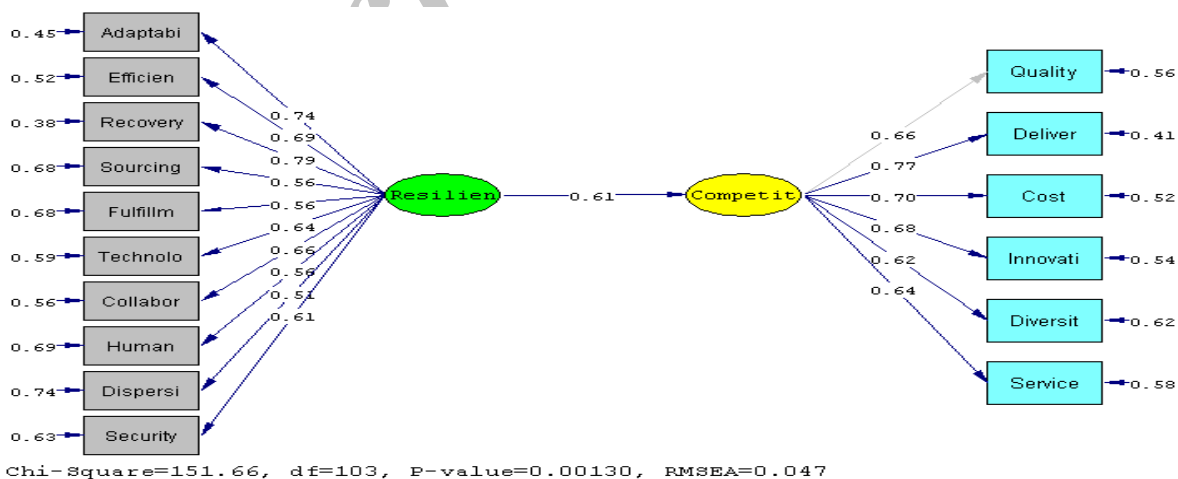 0.45 Adaptabi
0.52 Efficien
0.38 Recovery
0.68 Sourcing
0.68 Fulfillm
0.59 Technolo
0.56 Collabor
0.69 Human
0.74 Dispersi
0.63 Security
0.74
0.69
0.79
0.56
0.56
0.64
0.66
0.56
0.51
0.61
Resilien
0.61
Competit
0.66
0.77
0.70
0.68
0.62
0.64
Quality 0.56
Deliver 0.41
Cost 0.52
Innovati 0.54
Diversit 0.62
Service 0.58
Chi-Square=151.66, df=103, P-value=0.00130, RMSEA=0.047